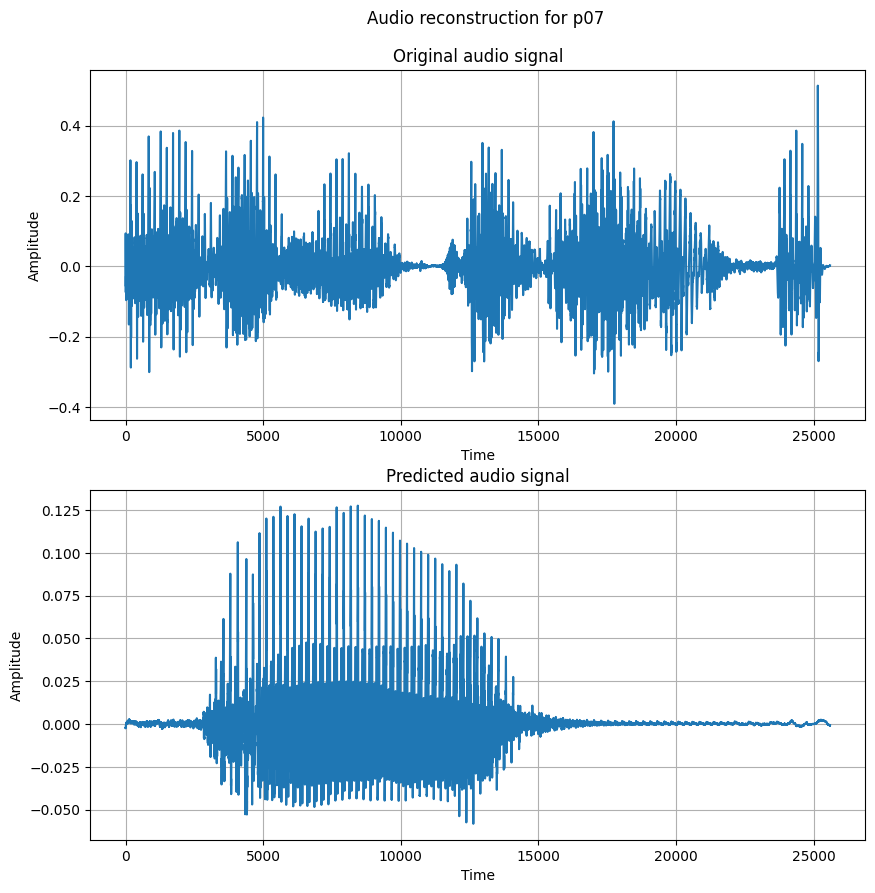 Audio reconstruction for p07
Original audio signal
Amplitude
0.4
0.2
0.0
−0.2
−0.4
0 5000 10000 15000 20000 25000
Time
Predicted audio signal
Amplitude
0.125
0.100
0.075
0.050
0.025
0.000
−0.025
−0.050
0 5000 10000 15000 20000 25000
Time